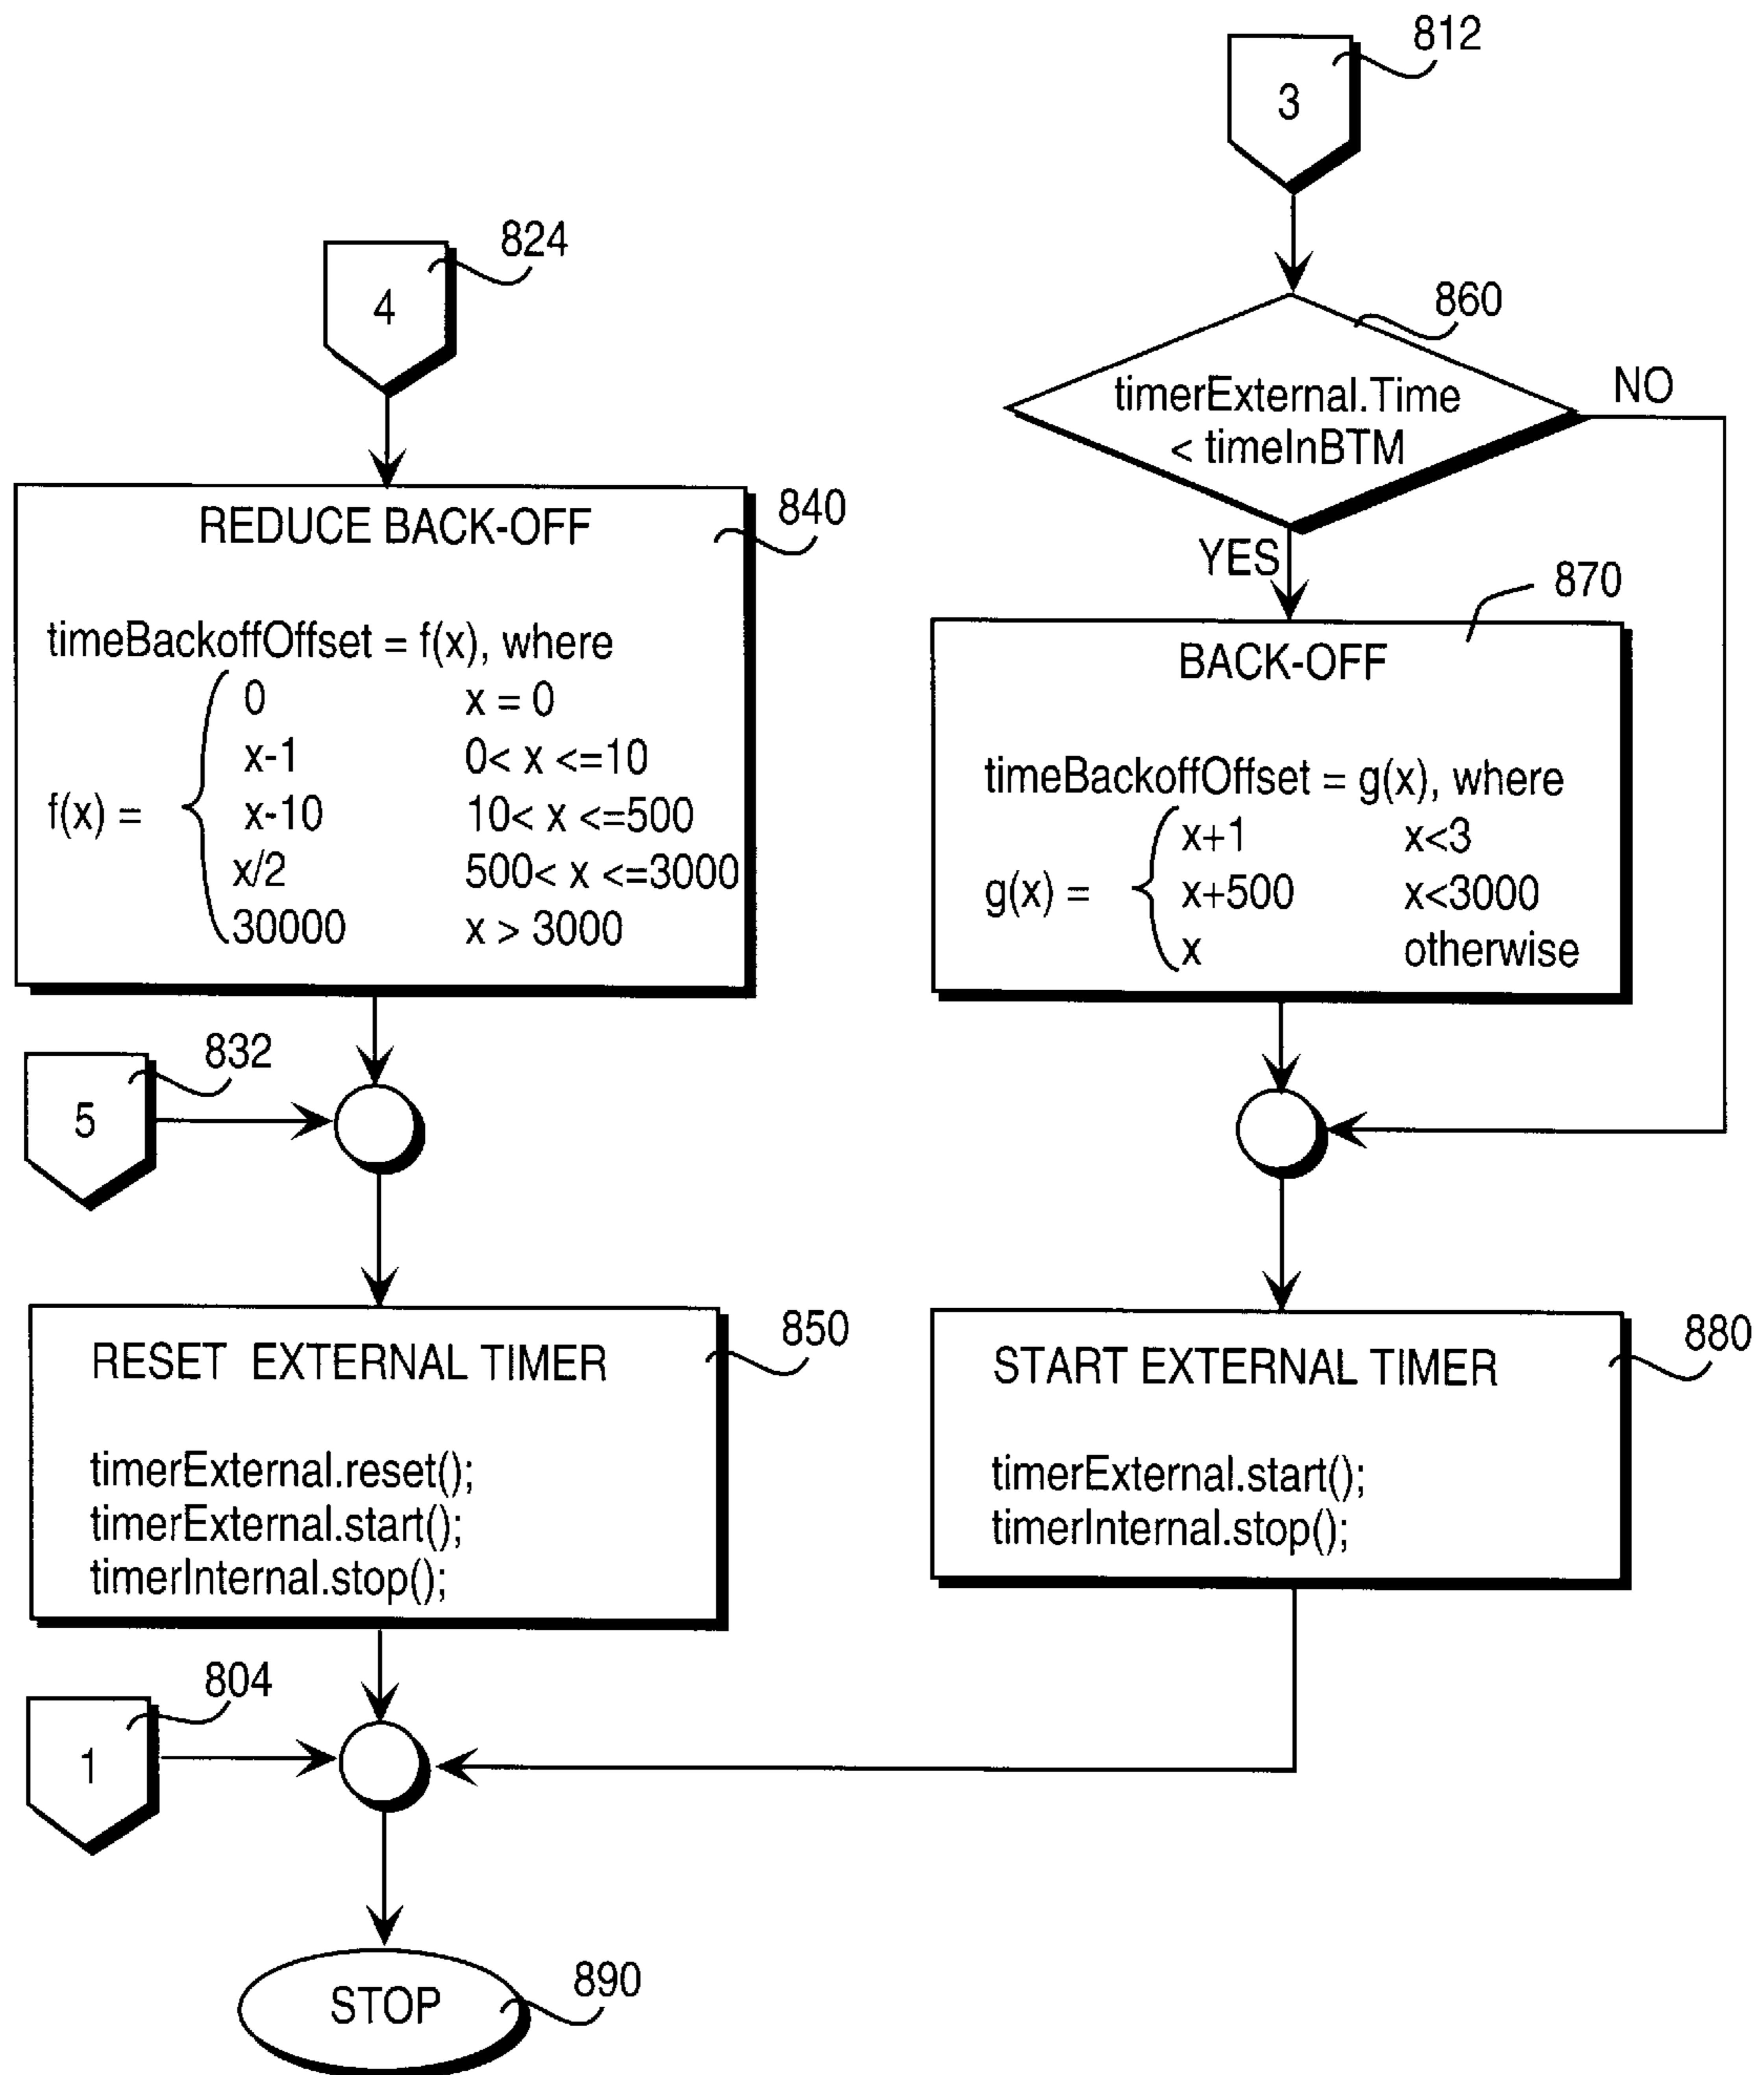 812
3
824
4
860
timerExternal.Time
< timeInBTM
NO
YES
840
REDUCE BACK-OFF
timeBackoffOffset = f(x), where
0 x = 0
x-1 0< x <=10
f(x) = x-10 10< x <=500
x/2 500< x <=3000
30000 x > 3000
870
BACK-OFF
timeBackoffOffset = g(x), where
x+1 x<3
g(x) = x+500 x<3000
x otherwise
832
5
850
RESET EXTERNAL TIMER
timerExternal.reset();
timerExternal.start();
timerInternal.stop();
880
START EXTERNAL TIMER
timerExternal.start();
timerInternal.stop();
804
1
890
STOP